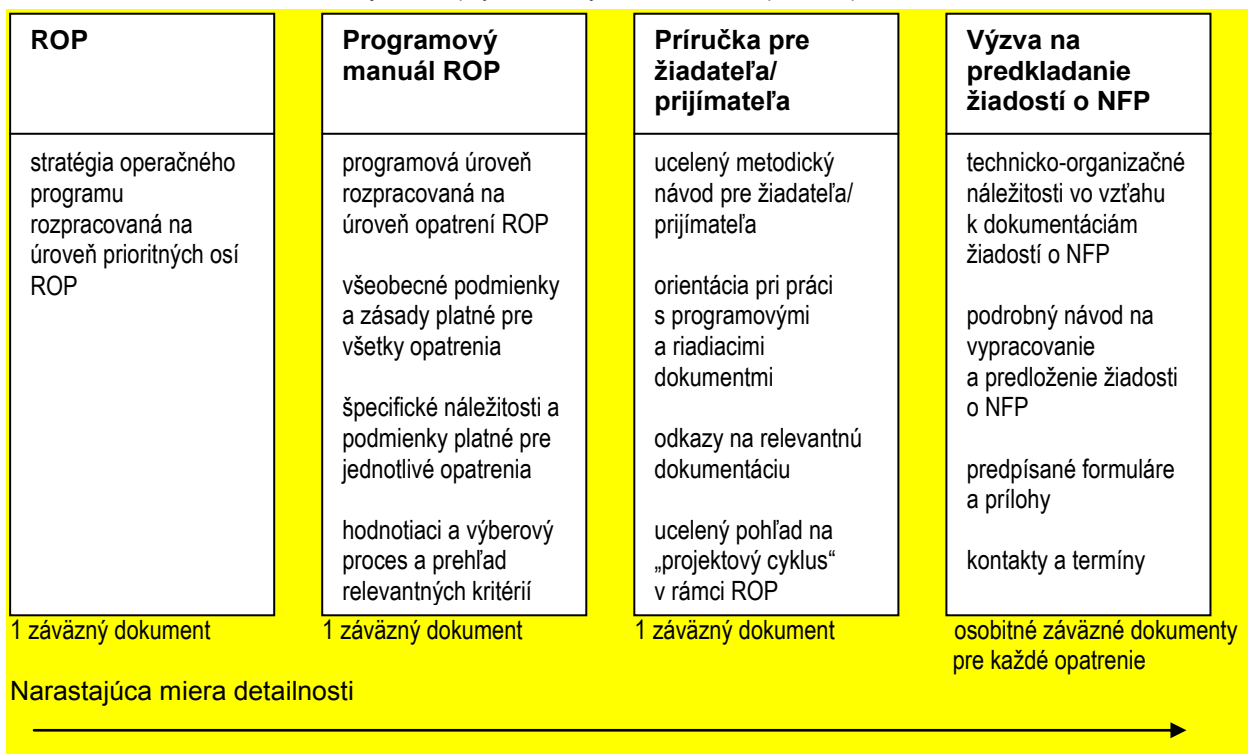 ROP
stratégia operačného
programu
rozpracovaná na
úroveň prioritných osí
ROP
1 záväzný dokument
Programový
manuál ROP
programová úroveň
rozpracovaná na
úroveň opatrení ROP
všeobecné podmienky
a zásady platné pre
všetky opatrenia
špecifické náležitosti a
podmienky platné pre
jednotlivé opatrenia
hodnotiaci a výberový
proces a prehľad
relevantných kritérií
1 záväzný dokument
Príručka pre
žiadateľa/
prijímateľa
ucelený metodický
návod pre žiadateľa/
prijímateľa
orientácia pri práci
s programovými
a riadiacimi
dokumentmi
odkazy na relevantnú
dokumentáciu
ucelený pohľad na
„projektový cyklus“
v rámci ROP
1 záväzný dokument
Výzva na
predkladanie
žiadostí o NFP
technicko-organizačné
náležitosti vo vzťahu
k dokumentáciám
žiadostí o NFP
podrobný návod na
vypracovanie
a predloženie žiadosti
o NFP
predpísané formuláre
a prílohy
kontakty a termíny
osobitné záväzné dokumenty
pre každé opatrenie
Narastajúca miera detailnosti